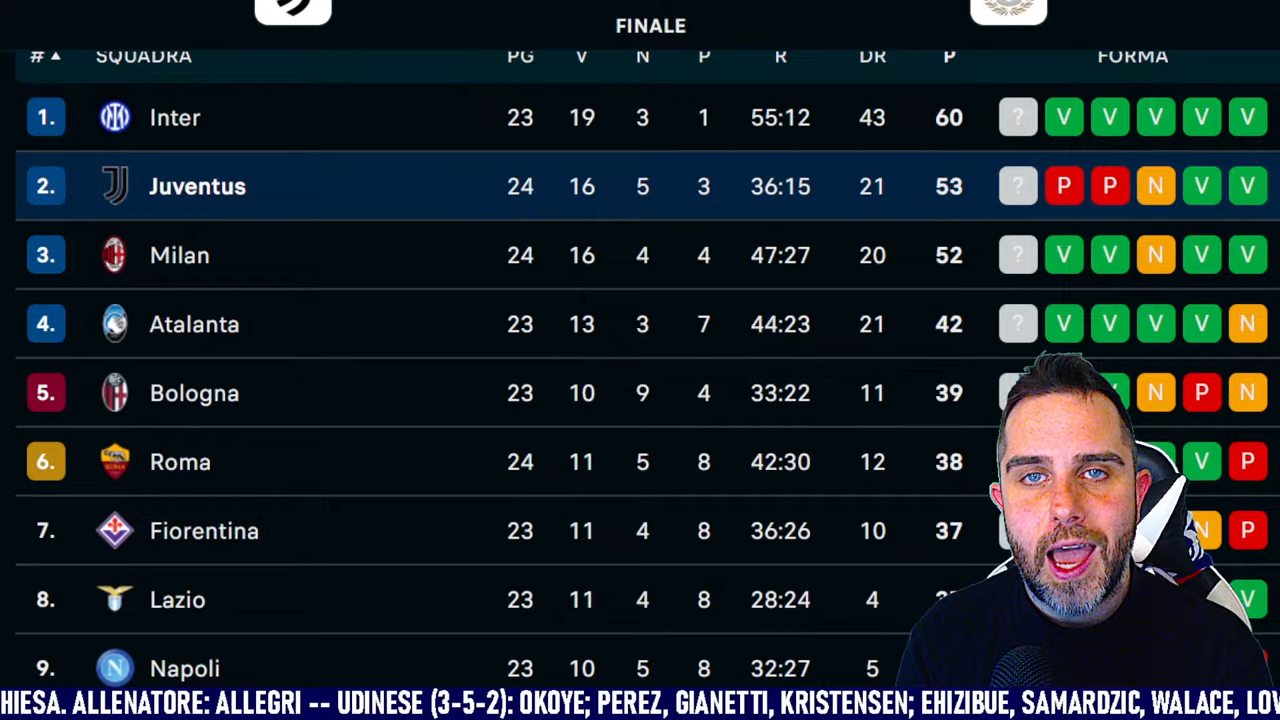 FINALE
# SQUADRA PG V N P R DR P FORMA
1. Inter 23 19 3 1 55:12 43 60 ? V V V V V
2. Juventus 24 16 5 3 36:15 21 53 ? P P N V V
3. Milan 24 16 4 4 47:27 20 52 ? V V N V V
4. Atalanta 23 13 3 7 44:23 21 42 ? V V V V N
5. Bologna 23 10 9 4 33:22 11 39 N P N
6. Roma 24 11 5 8 42:30 12 38 V P
7. Fiorentina 23 11 4 8 36:26 10 37 N P
8. Lazio 23 11 4 8 28:24 4 V
9. Napoli 23 10 5 8 32:27 5
HIESA. ALLENATORE: ALLEGRI -- UDINESE (3-5-2): OKOYE; PEREZ, GIANETTI, KRISTENSEN; EHIZIBUE, SAMARDZIC, WALACE, LOV